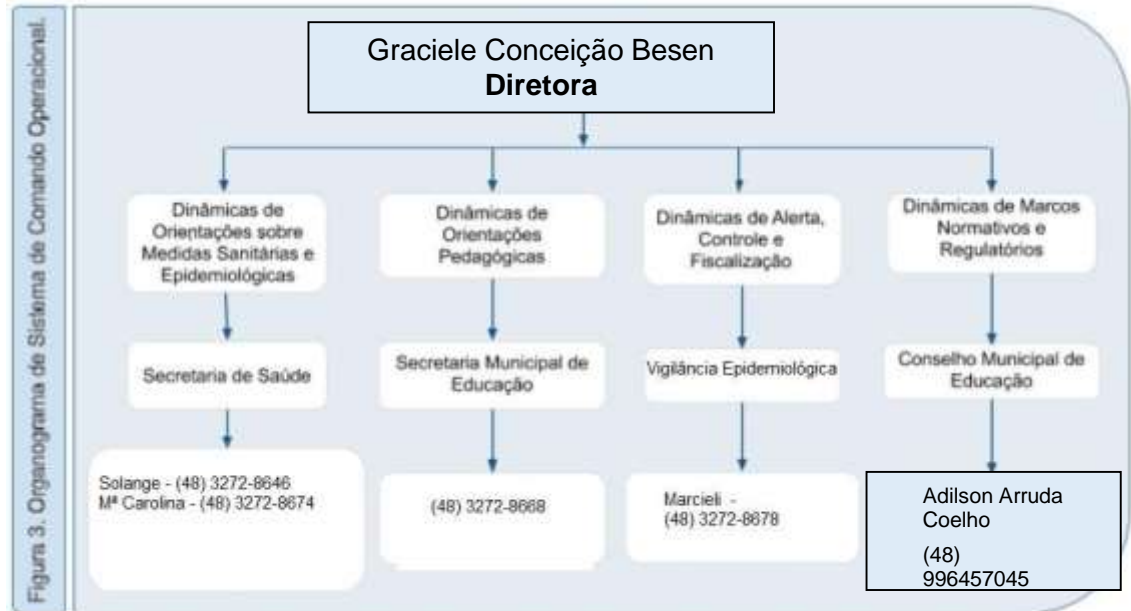 Figura 3. Organograma de Sistema de Comando Operacional.
Graciele Conceição Besen
Diretora
Dinâmicas de
Orientações sobre
Medidas Sanitárias e
Epidemiológicas
Dinâmicas de
Orientações
Pedagógicas
Dinâmicas de Alerta,
Controle e
Fiscalização
Dinâmicas de Marcos
Normativos e
Regulatórios
Secretaria de Saúde
Secretaria Municipal de
Educação
Vigilância Epidemiológica
Conselho Municipal de
Educação
Solange - (48) 3272-8646
Mª Carolina - (48) 3272-8674
(48) 3272-8668
Marcieli -
(48) 3272-8678
Adilson Arruda
Coelho
(48)
996457045